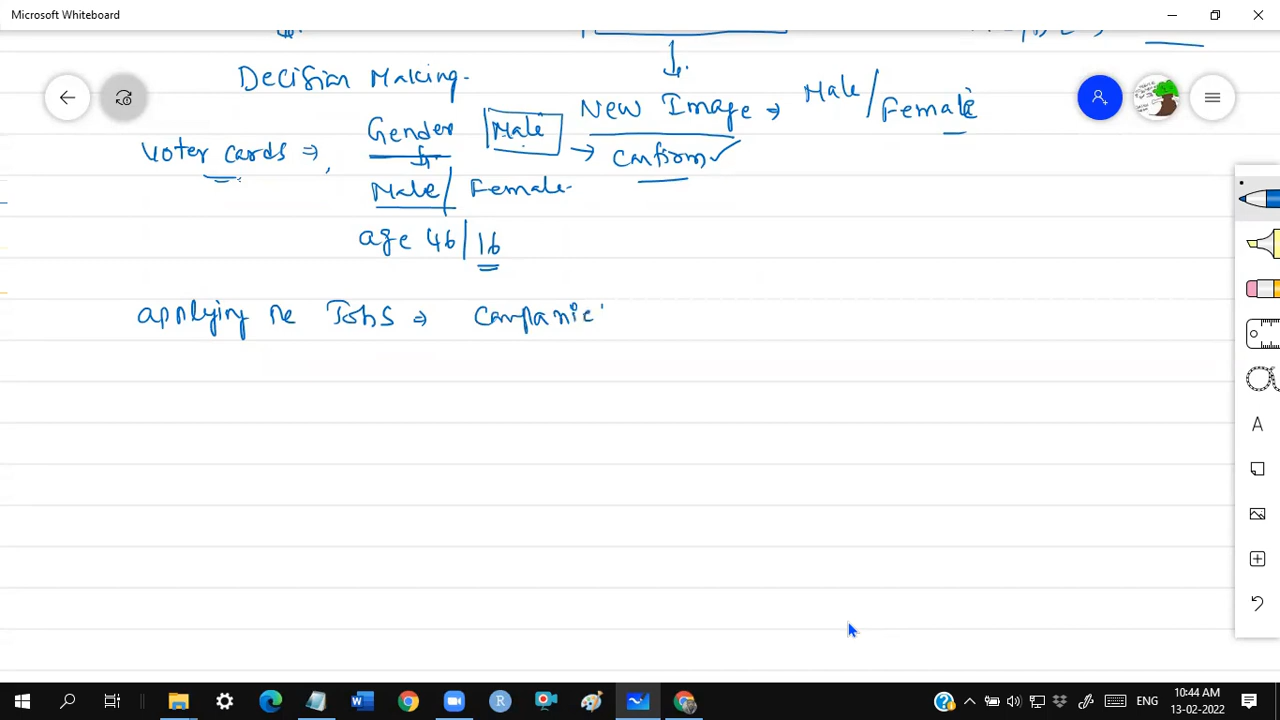 Microsoft Whiteboard
Decision Making.
New Image → Male / Female
Voter cards ⇒ Gender Male → Confirm ✓
Male / Female
age 46 / 16
applying Jobs ⇒ Companie
A
ENG
10:44 AM
13-02-2022